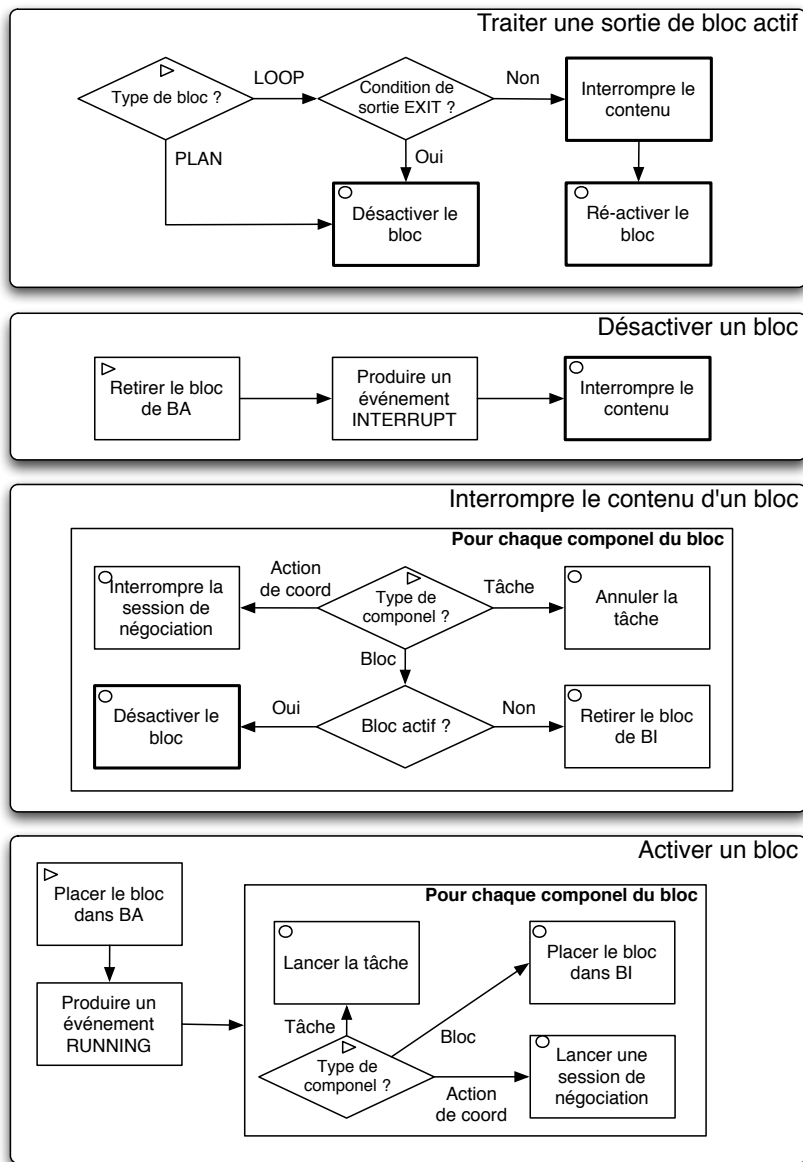 Traiter une sortie de bloc actif
Type de bloc ?
LOOP
Condition de
sortie EXIT ?
Non
Interrompre le
contenu
PLAN
Oui
Désactiver le
bloc
Ré-activer le
bloc
Désactiver un bloc
Retirer le bloc
de BA
Produire un
événement
INTERRUPT
Interrompre le
contenu
Interrompre le contenu d'un bloc
Pour chaque componel du bloc
Interrompre la
session de
négociation
Action
de coord
Type de
componel ?
Tâche
Annuler la
tâche
Bloc
Désactiver le
bloc
Oui
Bloc actif ?
Non
Retirer le bloc
de BI
Activer un bloc
Placer le bloc
dans BA
Produire un
événement
RUNNING
Pour chaque componel du bloc
Lancer la tâche
Placer le bloc
dans BI
Tâche
Bloc
Type de
componel ?
Action
de coord
Lancer une
session de
négociation